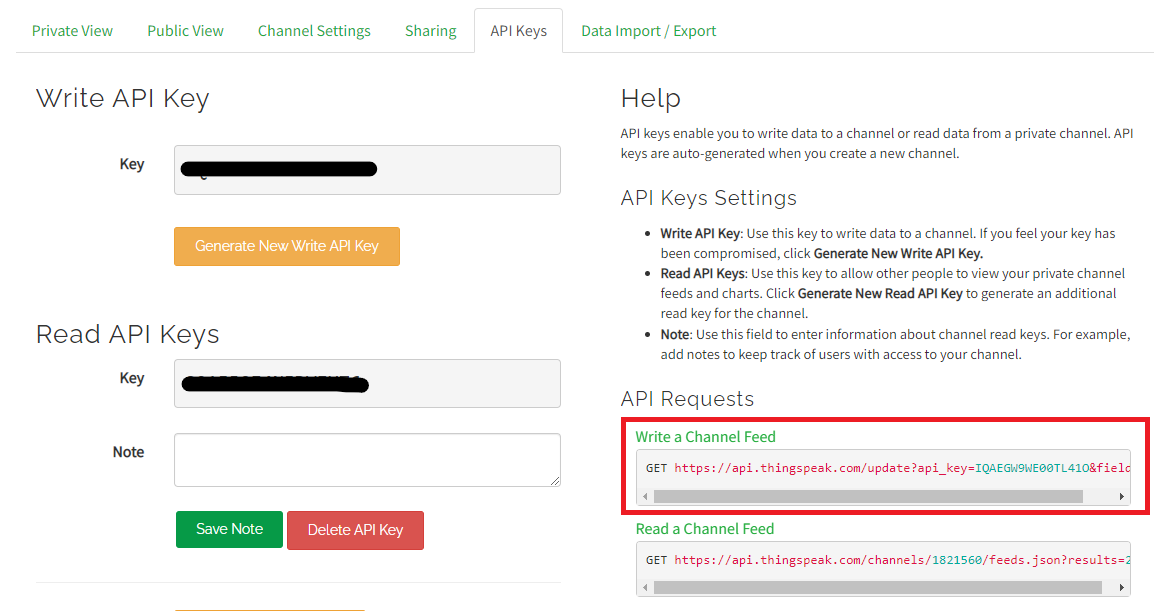 Private View Public View Channel Settings Sharing API Keys Data Import / Export
Write API Key
Key
Generate New Write API Key
Read API Keys
Key
Note
Save Note Delete API Key
Help
API keys enable you to write data to a channel or read data from a private channel. API
keys are auto-generated when you create a new channel.
API Keys Settings
Write API Key: Use this key to write data to a channel. If you feel your key has
been compromised, click Generate New Write API Key.
Read API Keys: Use this key to allow other people to view your private channel
feeds and charts. Click Generate New Read API Key to generate an additional
read key for the channel.
Note: Use this field to enter information about channel read keys. For example,
add notes to keep track of users with access to your channel.
API Requests
Write a Channel Feed
GET https://api.thingspeak.com/update?api_key=IQAEGW9WE00TL41O&field
Read a Channel Feed
GET https://api.thingspeak.com/channels/1821560/feeds.json?results=2